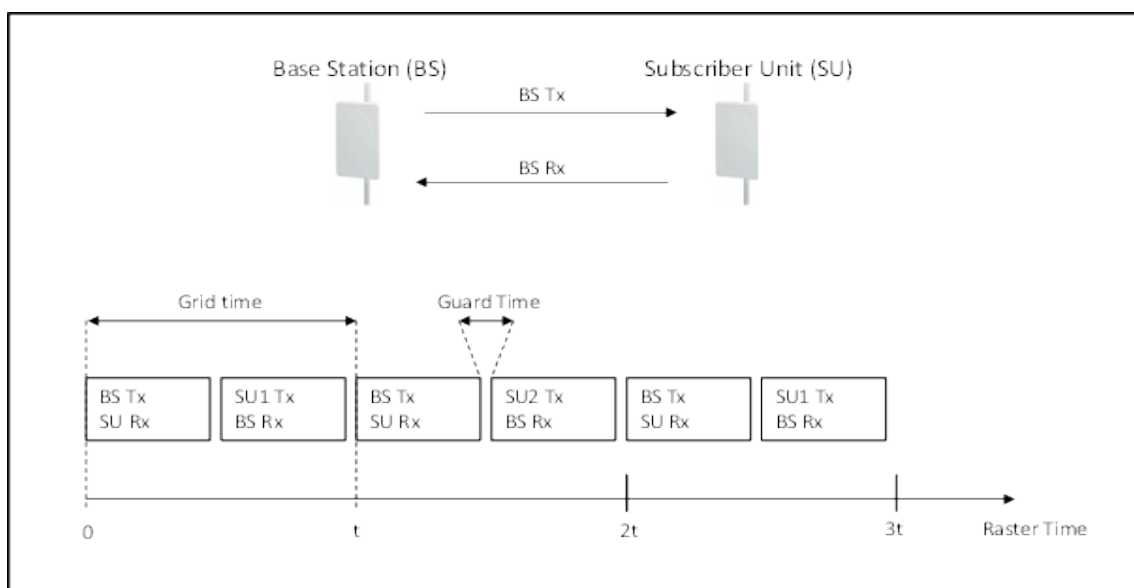 Base Station (BS)
Subscriber Unit (SU)
BS Tx
BS Rx
Grid time
Guard Time
BS Tx
SU Rx
SU1 Tx
BS Rx
BS Tx
SU Rx
SU2 Tx
BS Rx
BS Tx
SU Rx
SU1 Tx
BS Rx
0
t
2t
3t
Raster Time